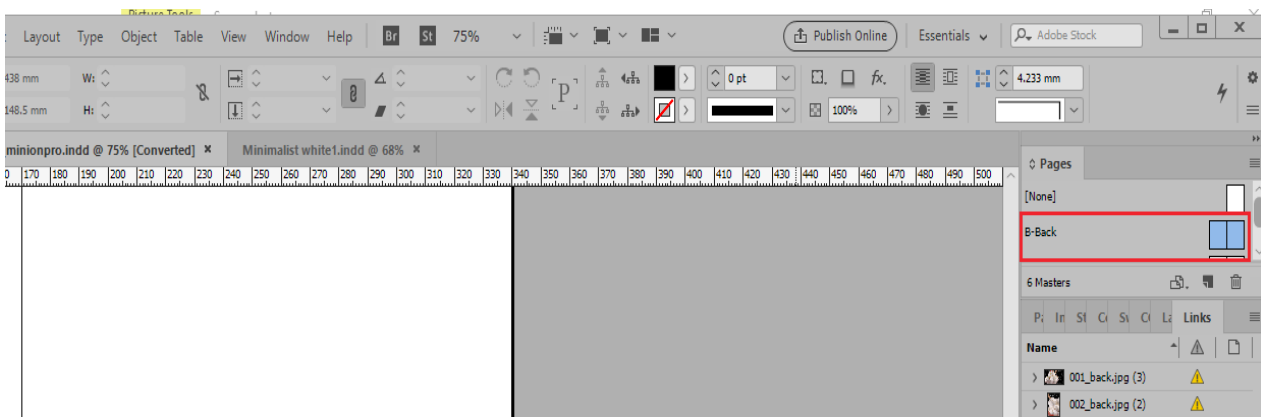 Picture Tools
Layout Type Object Table View Window Help Br St 75% Publish Online Essentials Adobe Stock X
438 mm W: 0 pt fx. 4.233 mm
148.5 mm H: P 100%
minionpro.indd @ 75% [Converted] × Minimalist white1.indd @ 68% ×
0 170 180 190 200 210 220 230 240 250 260 270 280 290 300 310 320 330 340 350 360 370 380 390 400 410 420 430 440 450 460 470 480 490 500
Pages
[None]
B-Back
6 Masters
Links
Name
001_back.jpg (3)
002_back.jpg (2)